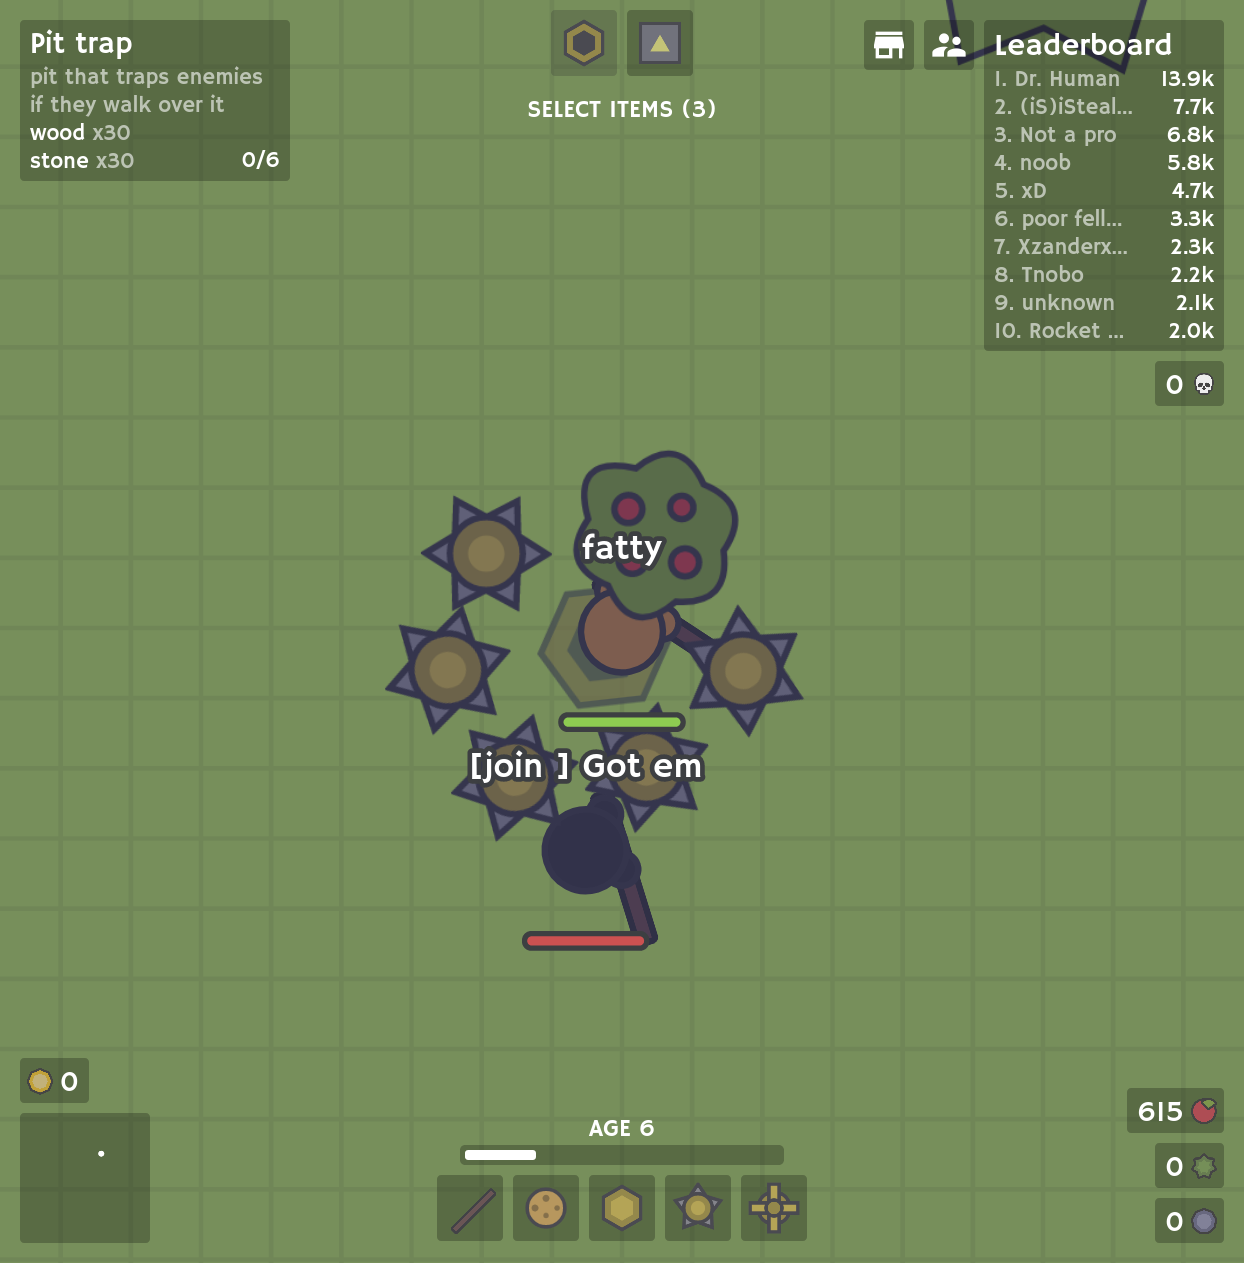 Pit trap
pit that traps enemies
if they walk over it
wood x30
stone x30 0/6
SELECT ITEMS (3)
Leaderboard
1. Dr. Human 13.9k
2. (iS)iSteal... 7.7k
3. Not a pro 6.8k
4. noob 5.8k
5. xD 4.7k
6. poor fell... 3.3k
7. Xzanderx... 2.3k
8. Tnobo 2.2k
9. unknown 2.1k
10. Rocket ... 2.0k
0
fatty
[join ] Got em
0
AGE 6
615
0
0